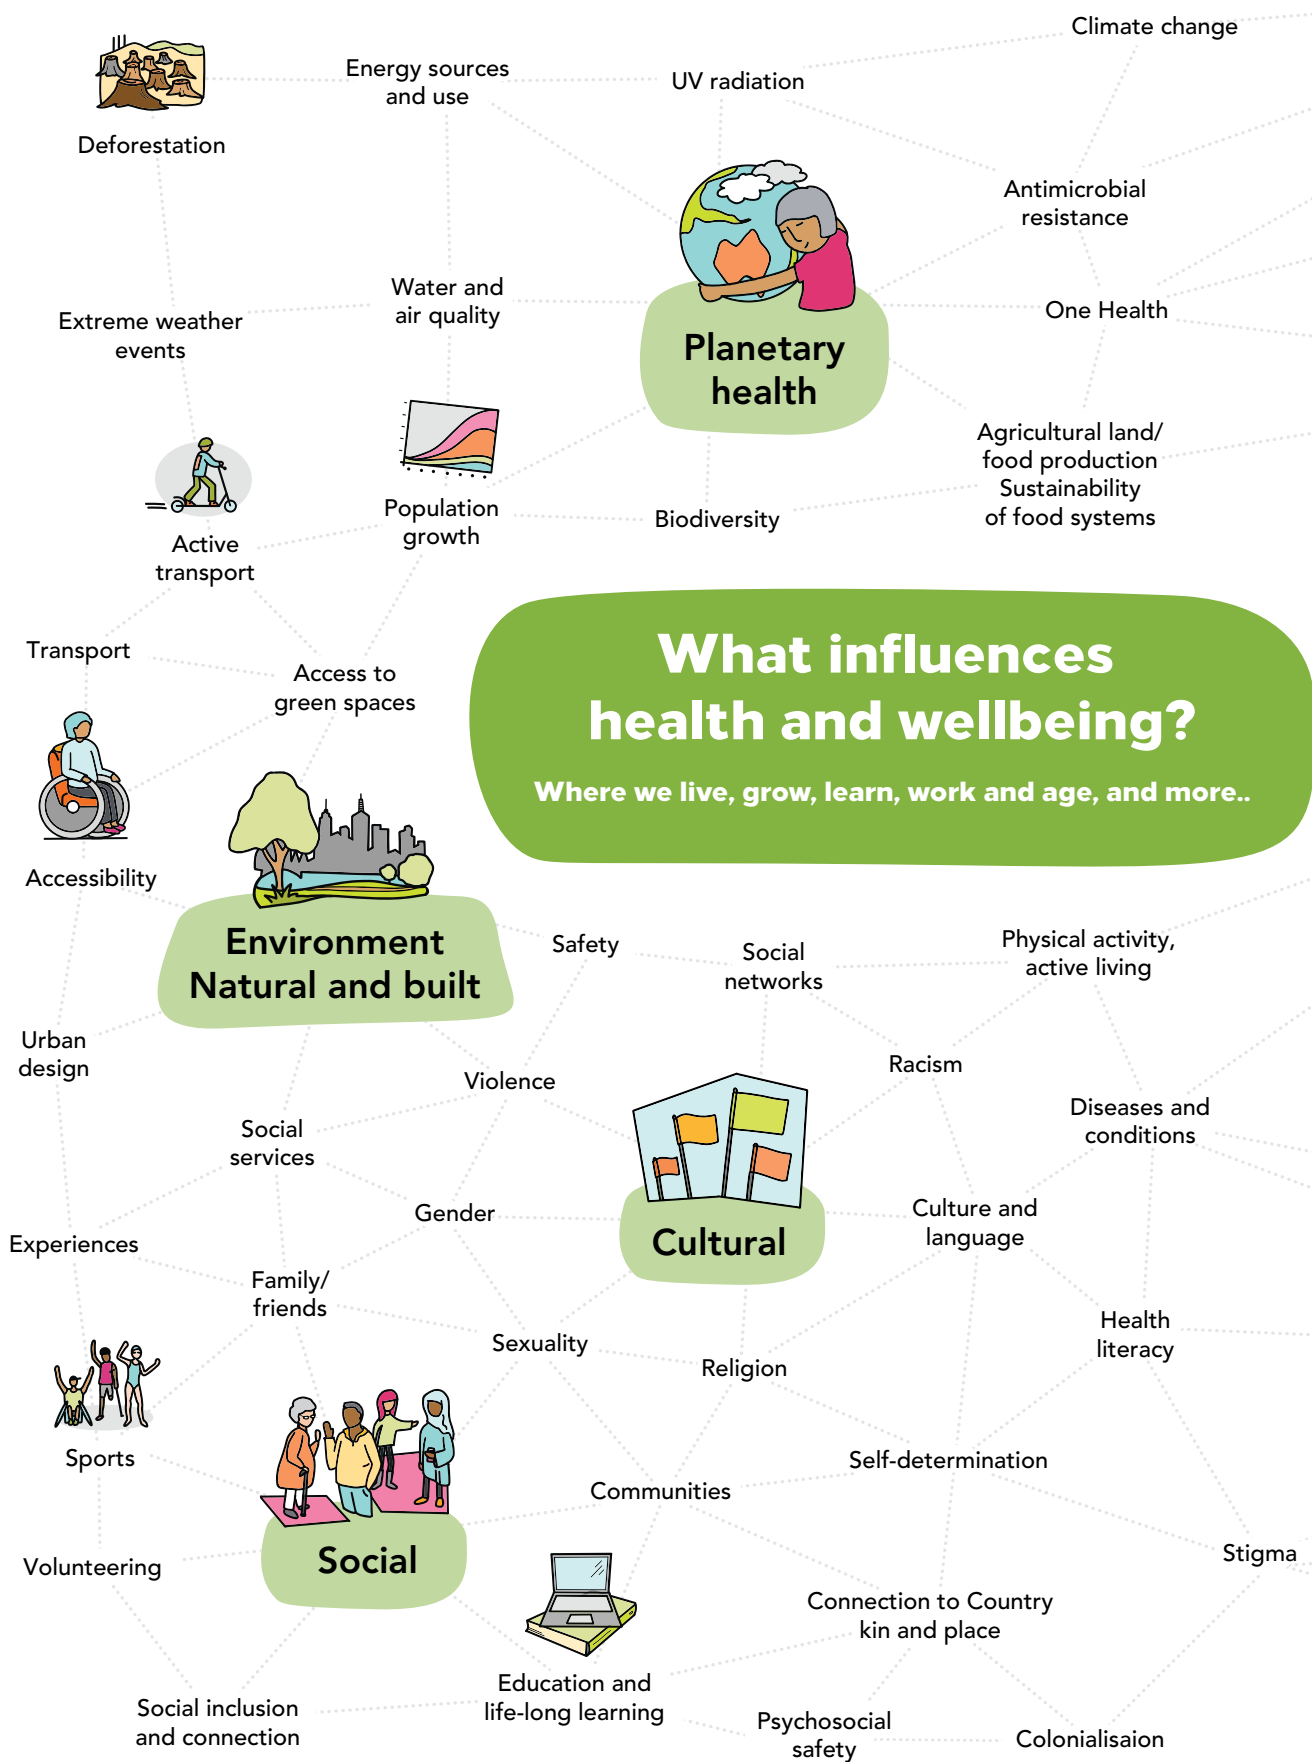 Climate change
Energy sources
and use
UV radiation
Deforestation
Antimicrobial
resistance
Water and
air quality
One Health
Extreme weather
events
Planetary
health
Agricultural land/
food production
Sustainability
of food systems
Population
growth
Biodiversity
Active
transport
What influences
health and wellbeing?
Where we live, grow, learn, work and age, and more..
Transport
Access to
green spaces
Accessibility
Environment
Natural and built
Safety
Social
networks
Physical activity,
active living
Urban
design
Violence
Racism
Social
services
Diseases and
conditions
Gender
Cultural
Culture and
language
Experiences
Family/
friends
Sexuality
Religion
Health
literacy
Sports
Self-determination
Communities
Social
Volunteering
Stigma
Connection to Country
kin and place
Education and
life-long learning
Social inclusion
and connection
Psychosocial
safety
Colonialisaion